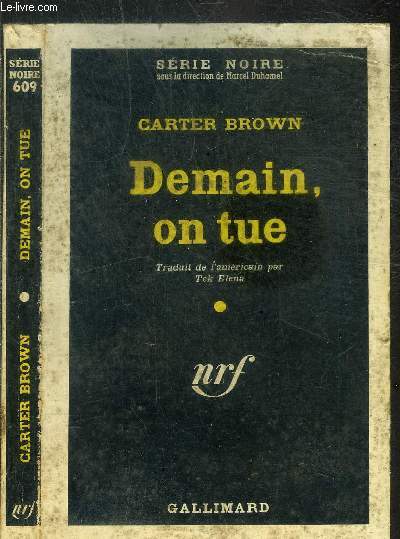 www.le-livre.com
SÉRIE
NOIRE
609
DEMAIN, ON TUE
CARTER BROWN
nrf
SÉRIE NOIRE
sous la direction de Marcel Duhamel
CARTER BROWN
Demain,
on tue
Traduit de l'américain par
Tek Elena
nrf
GALLIMARD